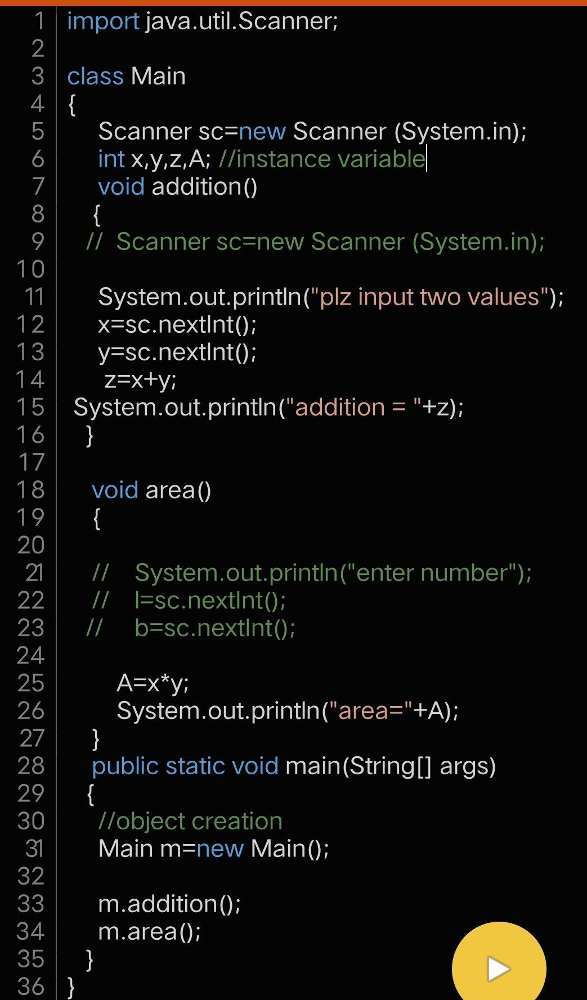 1 import java.util.Scanner;
2
3 class Main
4 {
5 Scanner sc=new Scanner (System.in);
6 int x,y,z,A; //instance variable
7 void addition()
8 {
9 // Scanner sc=new Scanner (System.in);
10
11 System.out.println("plz input two values");
12 x=sc.nextInt();
13 y=sc.nextInt();
14 z=x+y;
15 System.out.println("addition = "+z);
16 }
17
18 void area()
19 {
20
21 // System.out.println("enter number");
22 // l=sc.nextInt();
23 // b=sc.nextInt();
24
25 A=x*y;
26 System.out.println("area="+A);
27 }
28 public static void main(String[] args)
29 {
30 //object creation
31 Main m=new Main();
32
33 m.addition();
34 m.area();
35 }
36 }